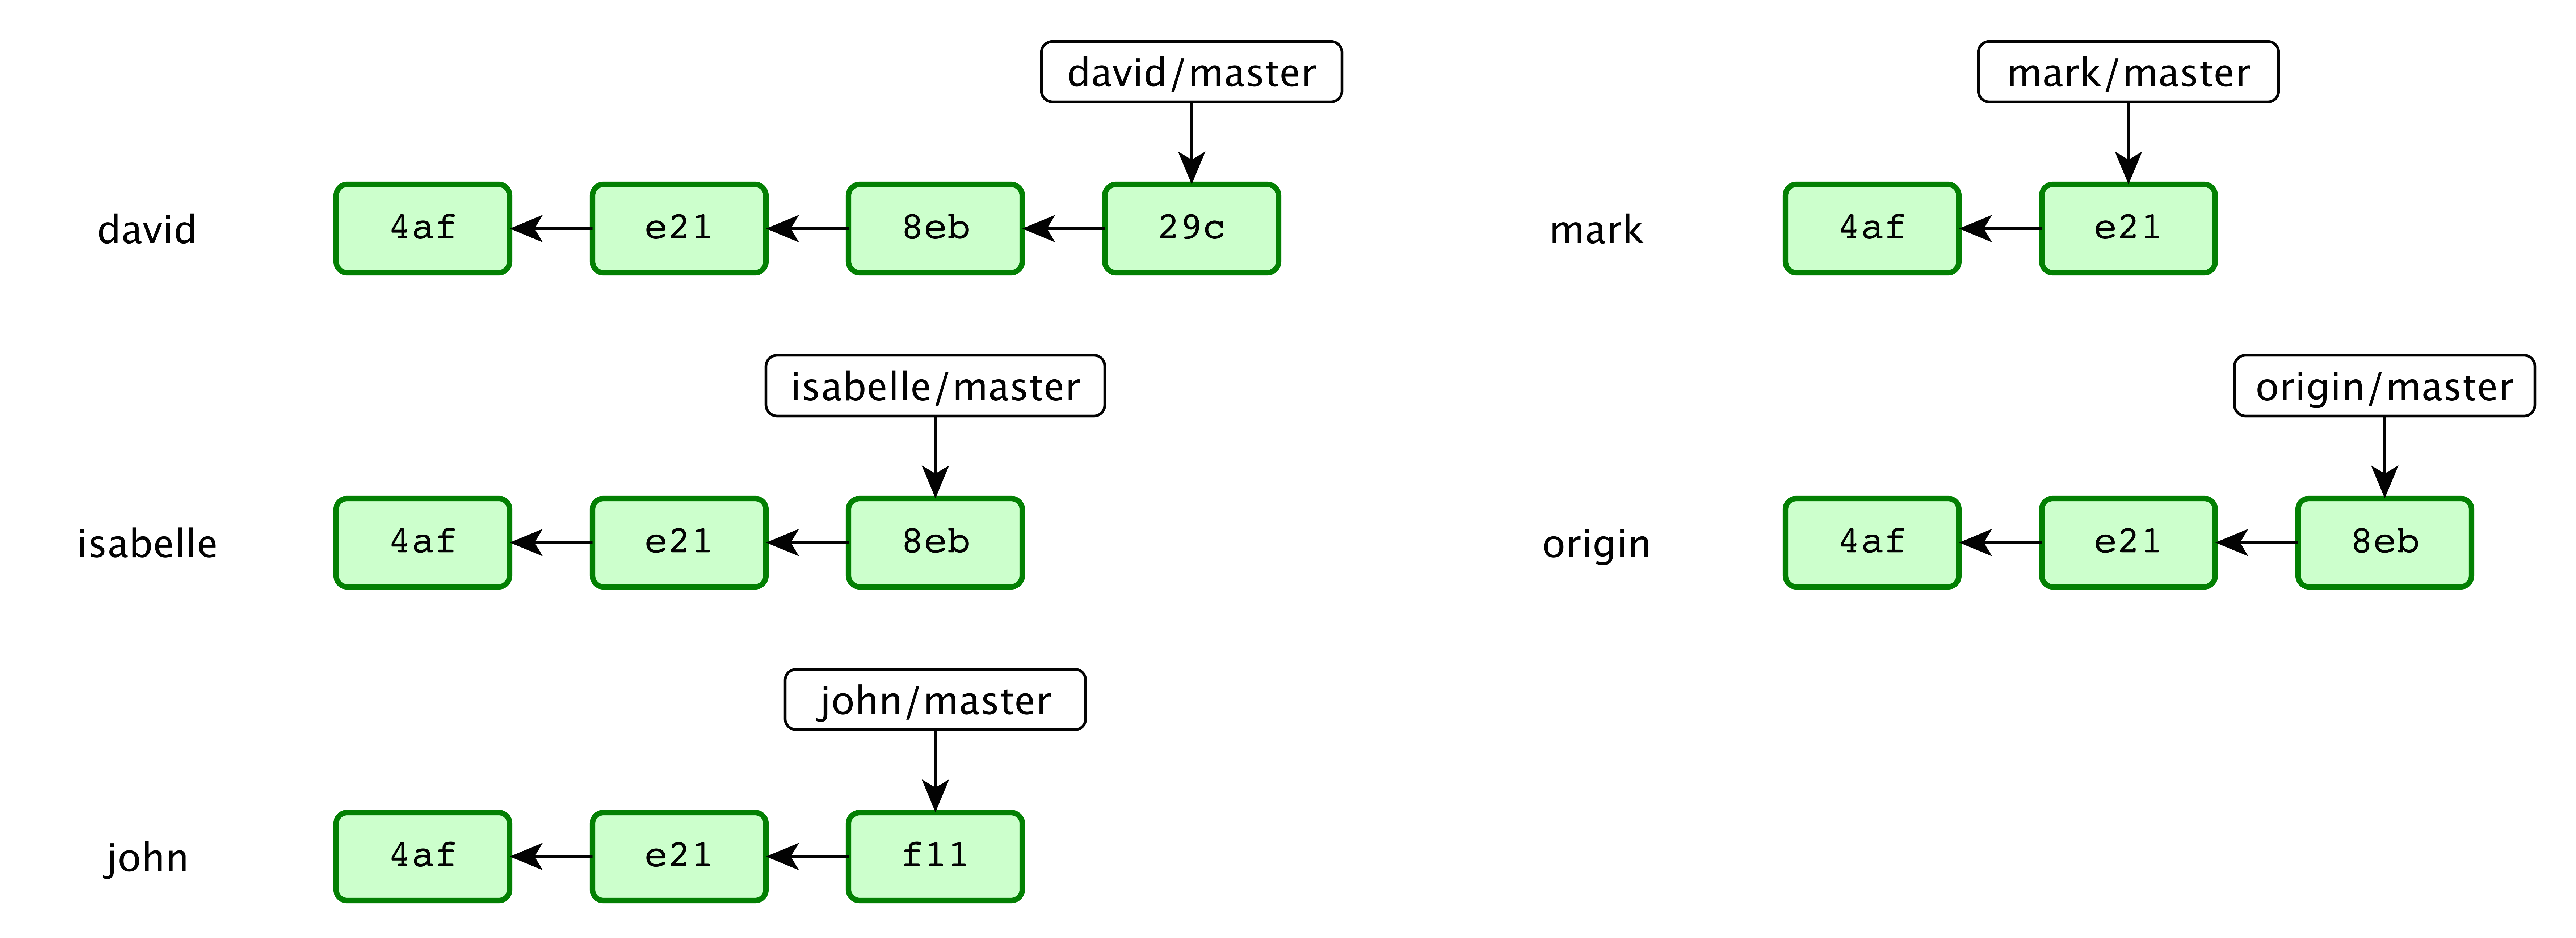 david/master
david
4af
e21
8eb
29c
isabelle/master
isabelle
4af
e21
8eb
john/master
john
4af
e21
f11
mark/master
mark
4af
e21
origin/master
origin
4af
e21
8eb